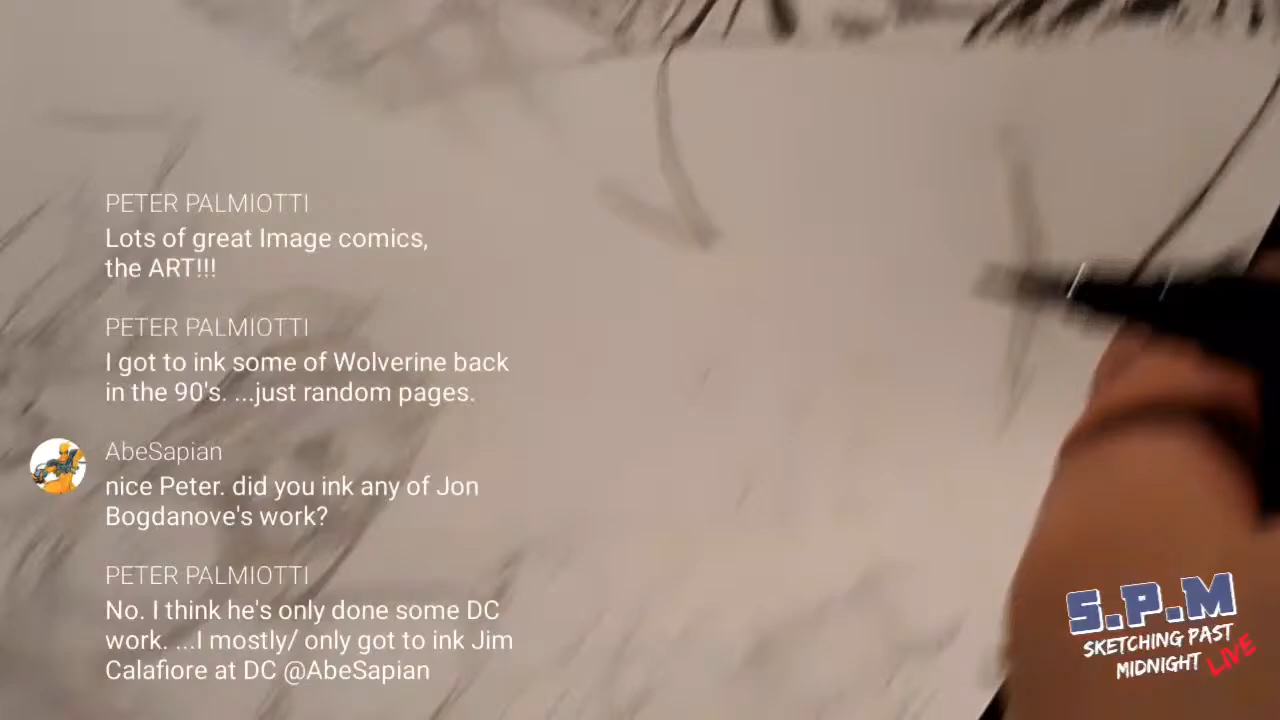 PETER PALMIOTTI
Lots of great Image comics,
the ART!!!
PETER PALMIOTTI
I got to ink some of Wolverine back
in the 90's. ...just random pages.
AbeSapian
nice Peter. did you ink any of Jon
Bogdanove's work?
PETER PALMIOTTI
No. I think he's only done some DC
work. ...I mostly/ only got to ink Jim
Calafiore at DC @AbeSapian
S.P.M
SKETCHING PAST
MIDNIGHT LIVE